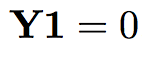 Y1 = 0